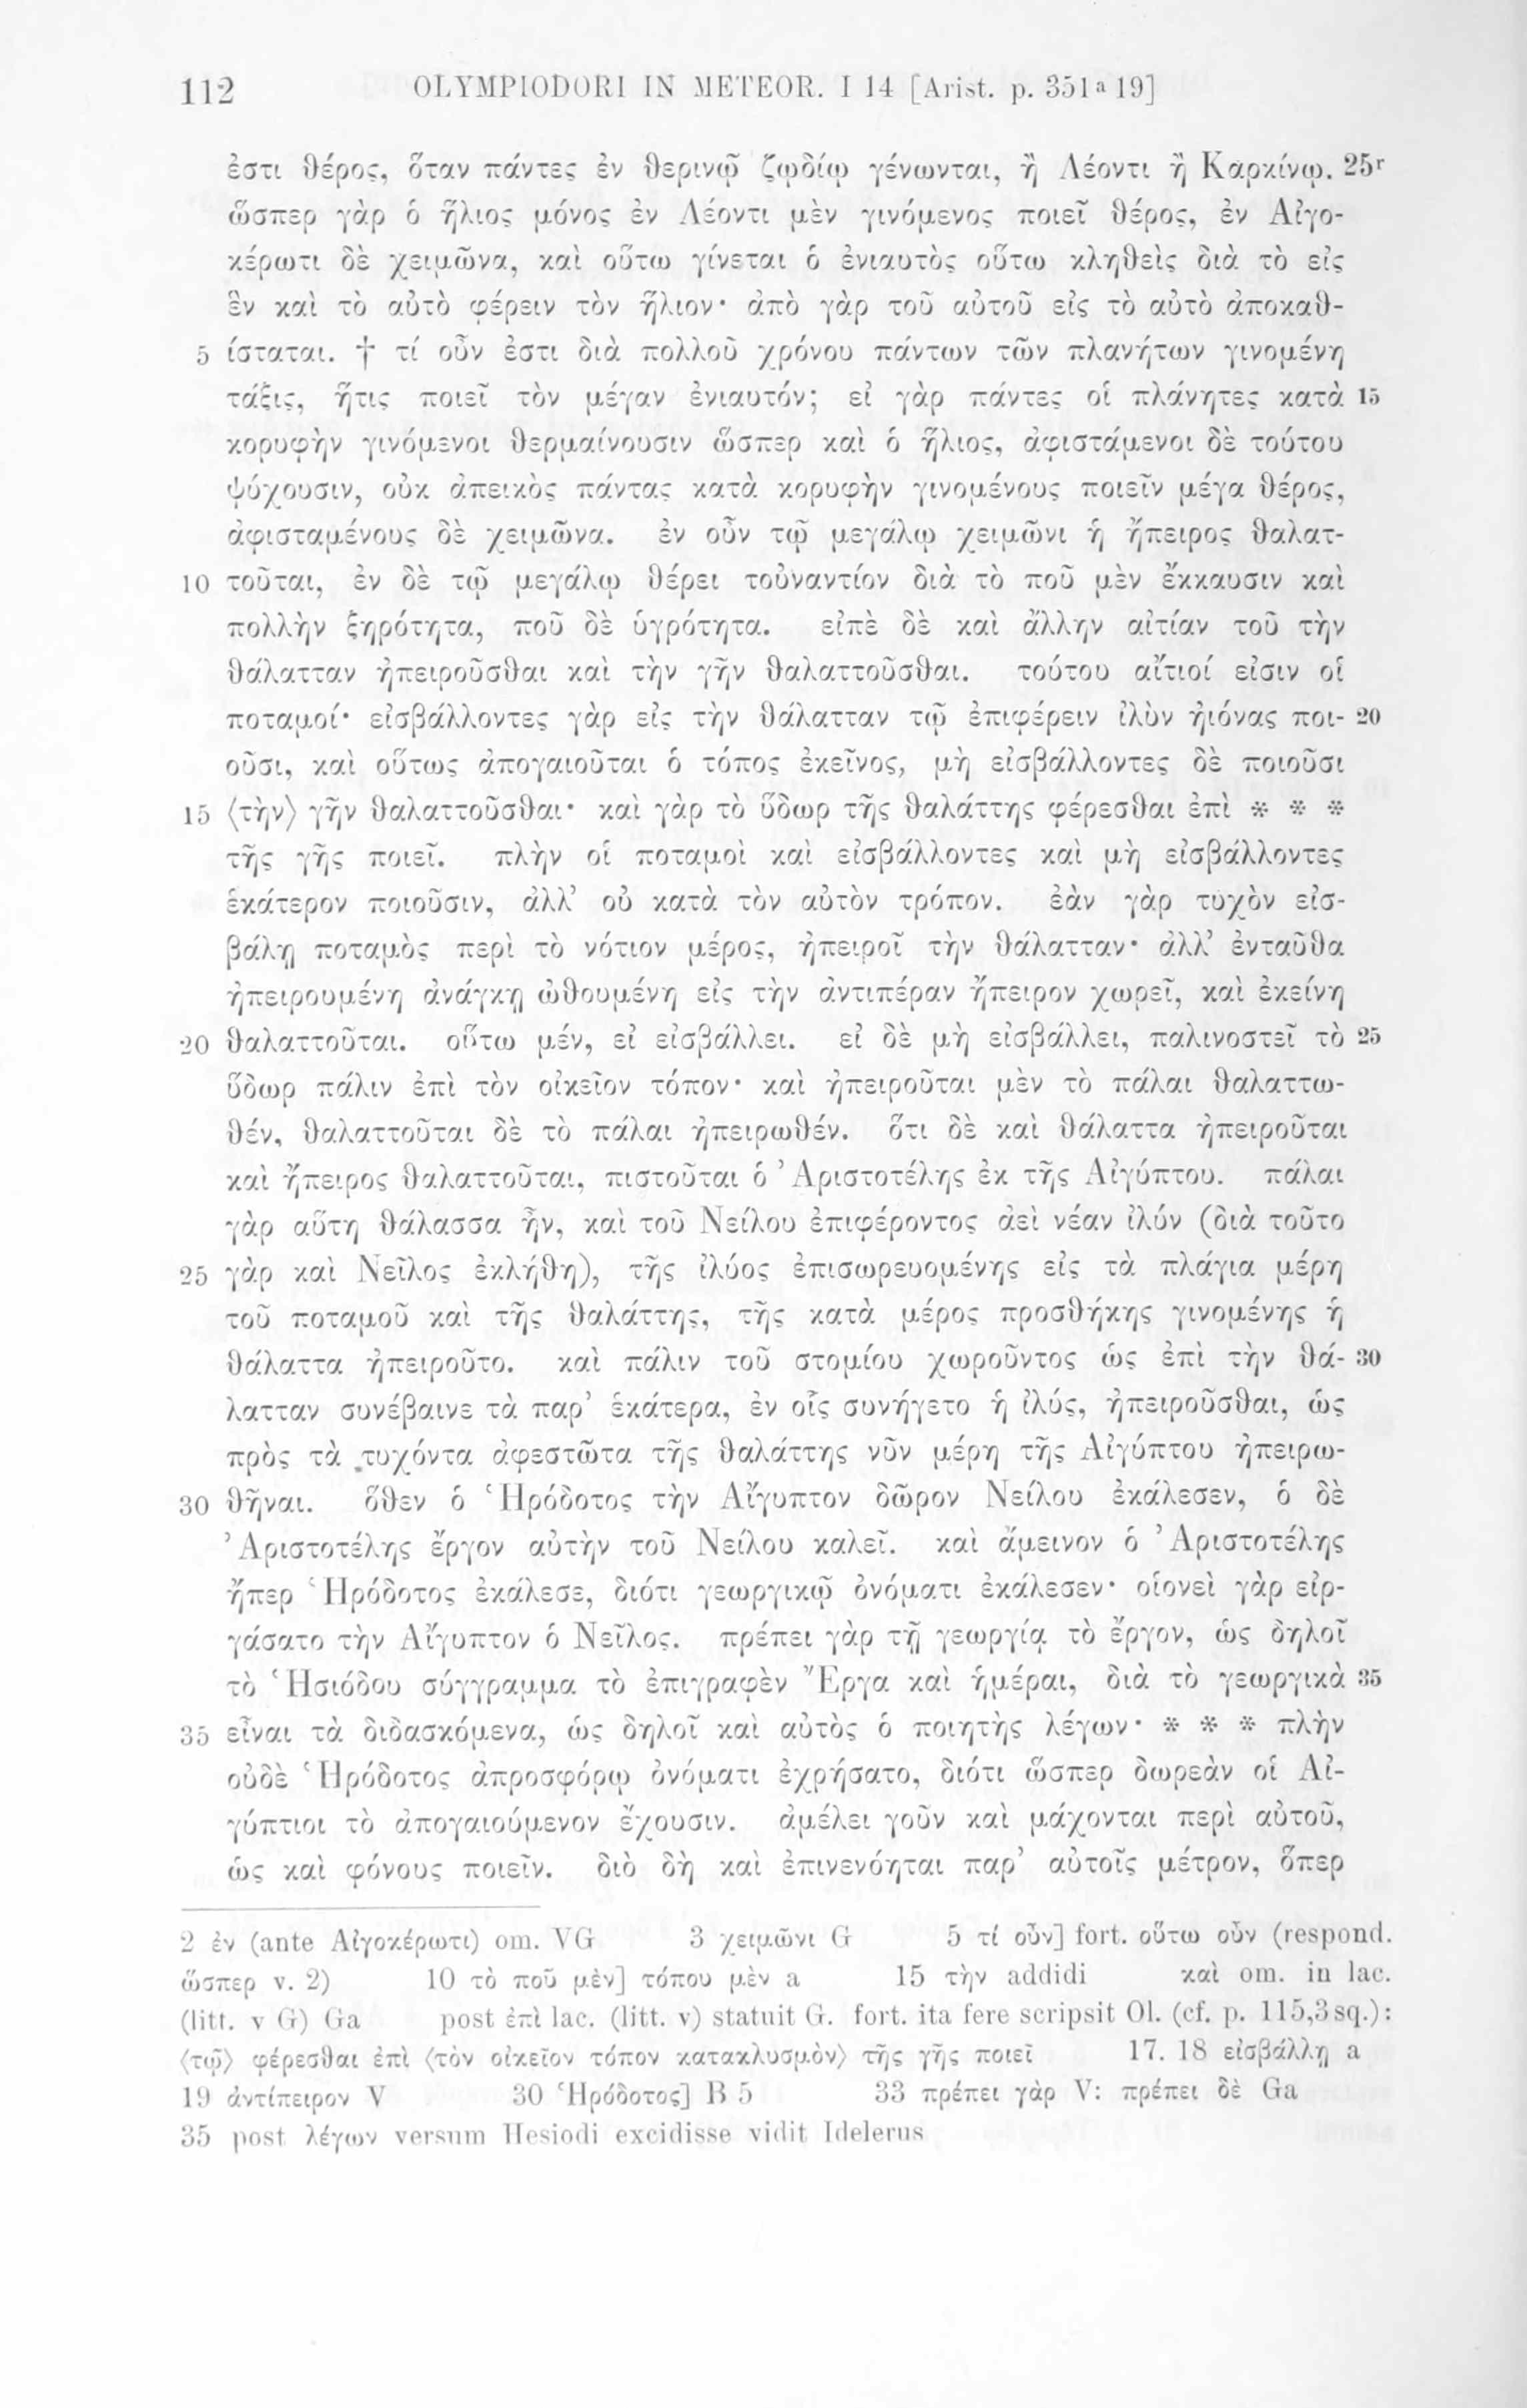 112 OLYMPIODORI IN METEOR. I 14 [Arist. p. 351ᵃ 19]
ἐστι θέρος, ὅταν πάντες ἐν θερινῷ ζῳδίῳ γένωνται, ἢ Λέοντι ἢ Καρκίνῳ. 25ʳ
ὥσπερ γὰρ ὁ ἥλιος μόνος ἐν Λέοντι μὲν γινόμενος ποιεῖ θέρος, ἐν Αἰγο-
κέρωτι δὲ χειμῶνα, καὶ οὕτω γίνεται ὁ ἐνιαυτὸς οὕτω κληθεὶς διὰ τὸ εἰς
ἓν καὶ τὸ αὐτὸ φέρειν τὸν ἥλιον· ἀπὸ γὰρ τοῦ αὐτοῦ εἰς τὸ αὐτὸ ἀποκαθ-
5 ίσταται. † τί οὖν ἐστι διὰ πολλοῦ χρόνου πάντων τῶν πλανήτων γινομένη
τάξις, ἥτις ποιεῖ τὸν μέγαν ἐνιαυτόν; εἰ γὰρ πάντες οἱ πλάνητες κατὰ 15
κορυφὴν γινόμενοι θερμαίνουσιν ὥσπερ καὶ ὁ ἥλιος, ἀφιστάμενοι δὲ τούτου
ψύχουσιν, οὐκ ἀπεικὸς πάντας κατὰ κορυφὴν γινομένους ποιεῖν μέγα θέρος,
ἀφισταμένους δὲ χειμῶνα. ἐν οὖν τῷ μεγάλῳ χειμῶνι ἡ ἤπειρος θαλατ-
10 τοῦται, ἐν δὲ τῷ μεγάλῳ θέρει τοὐναντίον διὰ τὸ ποῦ μὲν ἔκκαυσιν καὶ
πολλὴν ξηρότητα, ποῦ δὲ ὑγρότητα. εἰπὲ δὲ καὶ ἄλλην αἰτίαν τοῦ τὴν
θάλατταν ἠπειροῦσθαι καὶ τὴν γῆν θαλαττοῦσθαι. τούτου αἴτιοί εἰσιν οἱ
ποταμοί· εἰσβάλλοντες γὰρ εἰς τὴν θάλατταν τῷ ἐπιφέρειν ἰλὺν ἠιόνας ποι- 20
οῦσι, καὶ οὕτως ἀπογαιοῦται ὁ τόπος ἐκεῖνος, μὴ εἰσβάλλοντες δὲ ποιοῦσι
15 ⟨τὴν⟩ γῆν θαλαττοῦσθαι· καὶ γὰρ τὸ ὕδωρ τῆς θαλάττης φέρεσθαι ἐπὶ * * *
τῆς γῆς ποιεῖ. πλὴν οἱ ποταμοὶ καὶ εἰσβάλλοντες καὶ μὴ εἰσβάλλοντες
ἑκάτερον ποιοῦσιν, ἀλλ’ οὐ κατὰ τὸν αὐτὸν τρόπον. ἐὰν γὰρ τυχὸν εἰσ-
βάλῃ ποταμὸς περὶ τὸ νότιον μέρος, ἠπειροῖ τὴν θάλατταν· ἀλλ’ ἐνταῦθα
ἠπειρουμένη ἀνάγκῃ ὠθουμένη εἰς τὴν ἀντιπέραν ἤπειρον χωρεῖ, καὶ ἐκείνη
20 θαλαττοῦται. οὕτω μέν, εἰ εἰσβάλλει. εἰ δὲ μὴ εἰσβάλλει, παλινοστεῖ τὸ 25
ὕδωρ πάλιν ἐπὶ τὸν οἰκεῖον τόπον· καὶ ἠπειροῦται μὲν τὸ πάλαι θαλαττω-
θέν, θαλαττοῦται δὲ τὸ πάλαι ἠπειρωθέν. ὅτι δὲ καὶ θάλαττα ἠπειροῦται
καὶ ἤπειρος θαλαττοῦται, πιστοῦται ὁ Ἀριστοτέλης ἐκ τῆς Αἰγύπτου. πάλαι
γὰρ αὕτη θάλασσα ἦν, καὶ τοῦ Νείλου ἐπιφέροντος ἀεὶ νέαν ἰλύν (διὰ τοῦτο
25 γὰρ καὶ Νεῖλος ἐκλήθη), τῆς ἰλύος ἐπισωρευομένης εἰς τὰ πλάγια μέρη
τοῦ ποταμοῦ καὶ τῆς θαλάττης, τῆς κατὰ μέρος προσθήκης γινομένης ἡ
θάλαττα ἠπειροῦτο. καὶ πάλιν τοῦ στομίου χωροῦντος ὡς ἐπὶ τὴν θά- 30
λατταν συνέβαινε τὰ παρ’ ἑκάτερα, ἐν οἷς συνήγετο ἡ ἰλύς, ἠπειροῦσθαι, ὡς
πρὸς τὰ τυχόντα ἀφεστῶτα τῆς θαλάττης νῦν μέρη τῆς Αἰγύπτου ἠπειρω-
30 θῆναι. ὅθεν ὁ Ἡρόδοτος τὴν Αἴγυπτον δῶρον Νείλου ἐκάλεσεν, ὁ δὲ
Ἀριστοτέλης ἔργον αὐτὴν τοῦ Νείλου καλεῖ. καὶ ἄμεινον ὁ Ἀριστοτέλης
ἤπερ Ἡρόδοτος ἐκάλεσε, διότι γεωργικῷ ὀνόματι ἐκάλεσεν· οἱονεὶ γὰρ εἰρ-
γάσατο τὴν Αἴγυπτον ὁ Νεῖλος. πρέπει γὰρ τῇ γεωργίᾳ τὸ ἔργον, ὡς δηλοῖ
τὸ Ἡσιόδου σύγγραμμα τὸ ἐπιγραφὲν Ἔργα καὶ ἡμέραι, διὰ τὸ γεωργικὰ 35
35 εἶναι τὰ διδασκόμενα, ὡς δηλοῖ καὶ αὐτὸς ὁ ποιητὴς λέγων· * * * πλὴν
οὐδὲ Ἡρόδοτος ἀπροσφόρῳ ὀνόματι ἐχρήσατο, διότι ὥσπερ δωρεὰν οἱ Αἰ-
γύπτιοι τὸ ἀπογαιούμενον ἔχουσιν. ἀμέλει γοῦν καὶ μάχονται περὶ αὐτοῦ,
ὡς καὶ φόνους ποιεῖν. διὸ δὴ καὶ ἐπινενόηται παρ’ αὐτοῖς μέτρον, ὅπερ
2 ἐν (ante Αἰγοκέρωτι) om. VG 3 χειμῶνι G 5 τί οὖν] fort. οὕτω οὖν (respond.
ὥσπερ v. 2) 10 τὸ ποῦ μὲν] τόπου μὲν a 15 τὴν addidi καὶ om. in lac.
(litt. v G) Ga post ἐπὶ lac. (litt. v) statuit G. fort. ita fere scripsit Ol. (cf. p. 115,3 sq.):
⟨τῷ⟩ φέρεσθαι ἐπὶ ⟨τὸν οἰκεῖον τόπον κατακλυσμὸν⟩ τῆς γῆς ποιεῖ 17. 18 εἰσβάλλῃ a
19 ἀντίπειρον V 30 Ἡρόδοτος] B 5 33 πρέπει γὰρ V: πρέπει δὲ Ga
35 post λέγων versum Hesiodi excidisse vidit Idelerus